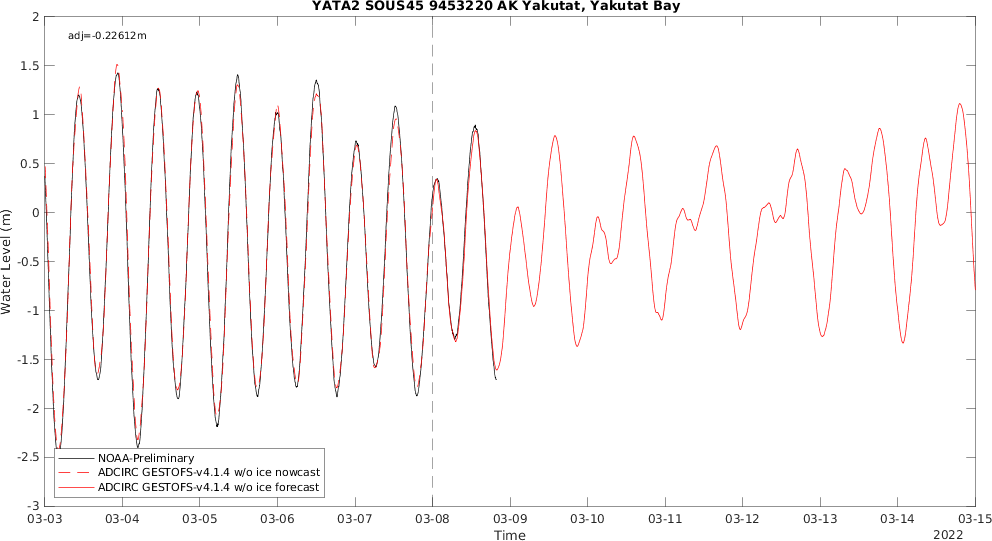 YATA2 SOUS45 9453220 AK Yakutat, Yakutat Bay
adj=-0.22612m
2
1.5
1
0.5
0
-0.5
-1
-1.5
-2
-2.5
-3
Water Level (m)
NOAA-Preliminary
ADCIRC GESTOFS-v4.1.4 w/o ice nowcast
ADCIRC GESTOFS-v4.1.4 w/o ice forecast
03-03 03-04 03-05 03-06 03-07 03-08 03-09 03-10 03-11 03-12 03-13 03-14 03-15
Time
2022